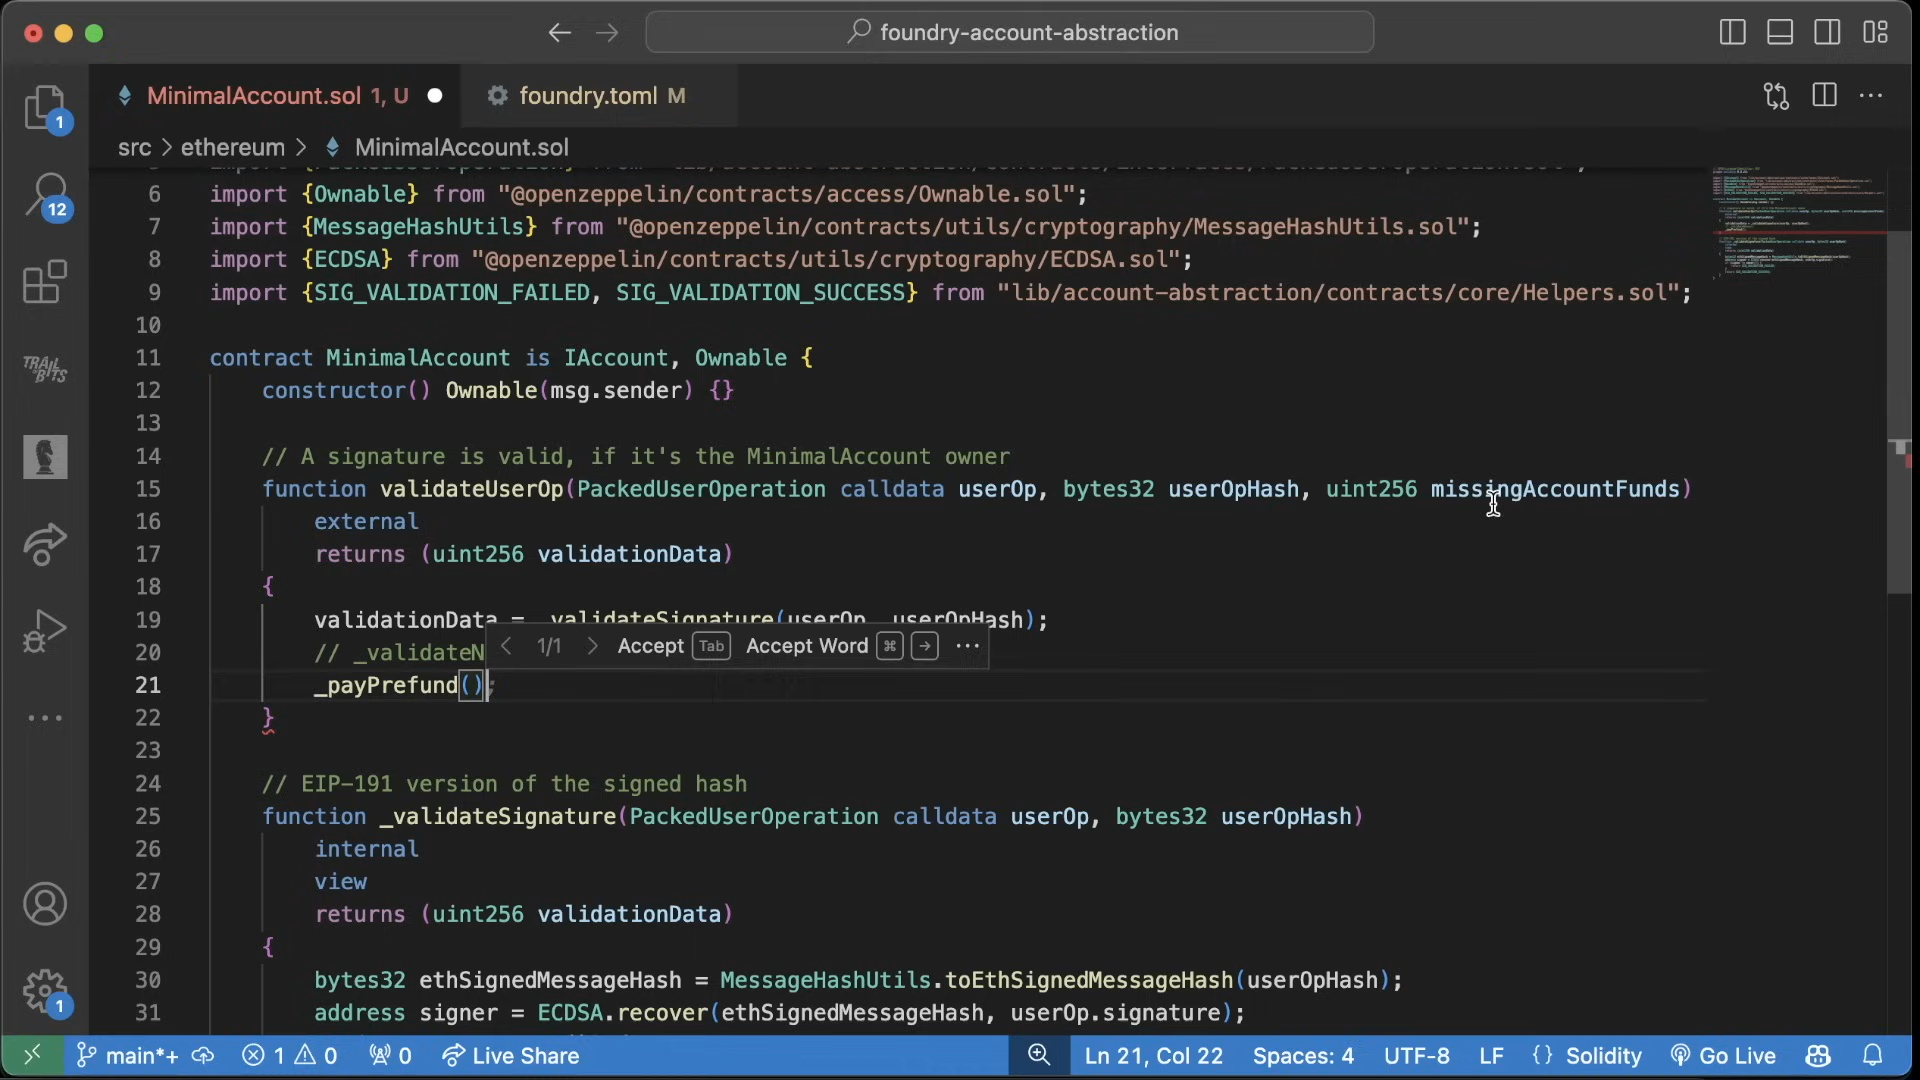 foundry-account-abstraction
MinimalAccount.sol 1, U
foundry.toml M
src > ethereum > MinimalAccount.sol
6 import {Ownable} from "@openzeppelin/contracts/access/Ownable.sol";
7 import {MessageHashUtils} from "@openzeppelin/contracts/utils/cryptography/MessageHashUtils.sol";
8 import {ECDSA} from "@openzeppelin/contracts/utils/cryptography/ECDSA.sol";
9 import {SIG_VALIDATION_FAILED, SIG_VALIDATION_SUCCESS} from "lib/account-abstraction/contracts/core/Helpers.sol";
10
11 contract MinimalAccount is IAccount, Ownable {
12 constructor() Ownable(msg.sender) {}
13
14 // A signature is valid, if it's the MinimalAccount owner
15 function validateUserOp(PackedUserOperation calldata userOp, bytes32 userOpHash, uint256 missingAccountFunds)
16 external
17 returns (uint256 validationData)
18 {
19 validationData = _validateSignature(userOp, userOpHash);
< 1/1 > Accept Tab Accept Word ⌘ → ...
20 // _validateN
21 _payPrefund();
22 }
23
24 // EIP-191 version of the signed hash
25 function _validateSignature(PackedUserOperation calldata userOp, bytes32 userOpHash)
26 internal
27 view
28 returns (uint256 validationData)
29 {
30 bytes32 ethSignedMessageHash = MessageHashUtils.toEthSignedMessageHash(userOpHash);
31 address signer = ECDSA.recover(ethSignedMessageHash, userOp.signature);
1
12
TRAIL OF BITS
1
main*+ 1 0 0 Live Share Ln 21, Col 22 Spaces: 4 UTF-8 LF {} Solidity Go Live